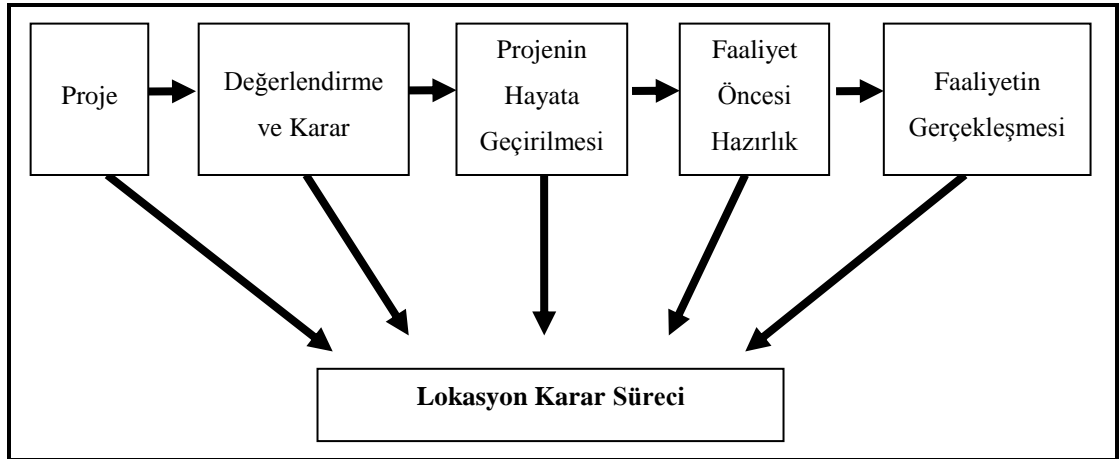 Proje
Değerlendirme
ve Karar
Projenin
Hayata
Geçirilmesi
Faaliyet
Öncesi
Hazırlık
Faaliyetin
Gerçekleşmesi
Lokasyon Karar Süreci